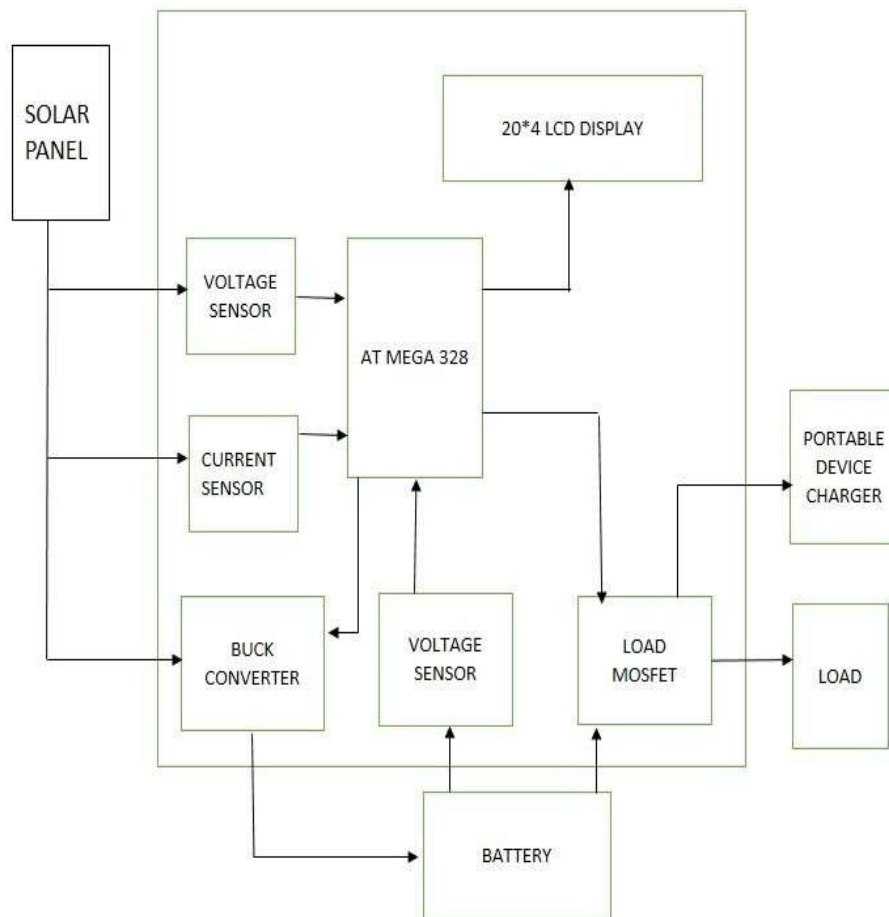 SOLAR
PANEL
20*4 LCD DISPLAY
VOLTAGE
SENSOR
AT MEGA 328
CURRENT
SENSOR
PORTABLE
DEVICE
CHARGER
BUCK
CONVERTER
VOLTAGE
SENSOR
LOAD
MOSFET
LOAD
BATTERY